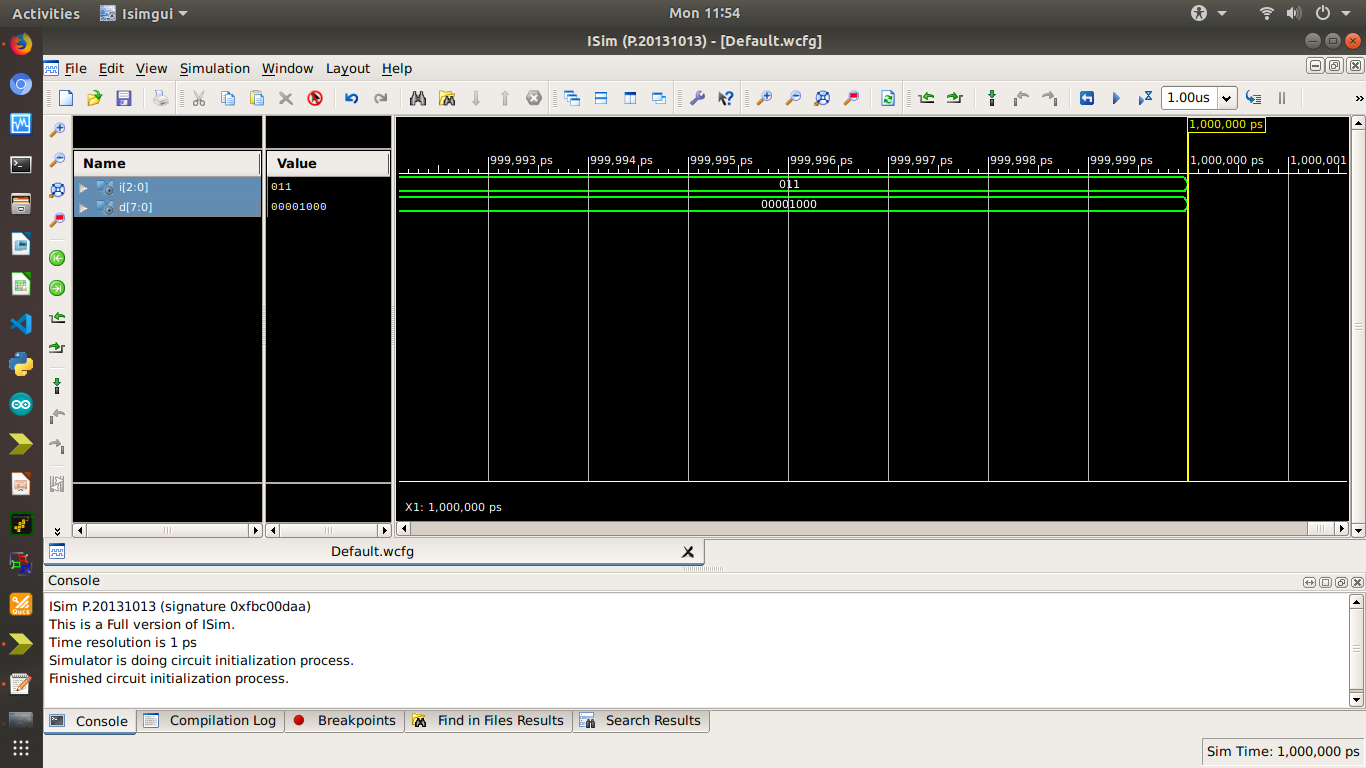 Activities Isimgui Mon 11:54
ISim (P.20131013) - [Default.wcfg]
File Edit View Simulation Window Layout Help
1.00us »
1,000,000 ps
Name Value
999,993 ps 999,994 ps 999,995 ps 999,996 ps 999,997 ps 999,998 ps 999,999 ps 1,000,000 ps 1,000,001
i[2:0] 011 011
d[7:0] 00001000 00001000
X1: 1,000,000 ps
Default.wcfg
Console
ISim P.20131013 (signature 0xfbc00daa)
This is a Full version of ISim.
Time resolution is 1 ps
Simulator is doing circuit initialization process.
Finished circuit initialization process.
Console Compilation Log Breakpoints Find in Files Results Search Results
Sim Time: 1,000,000 ps